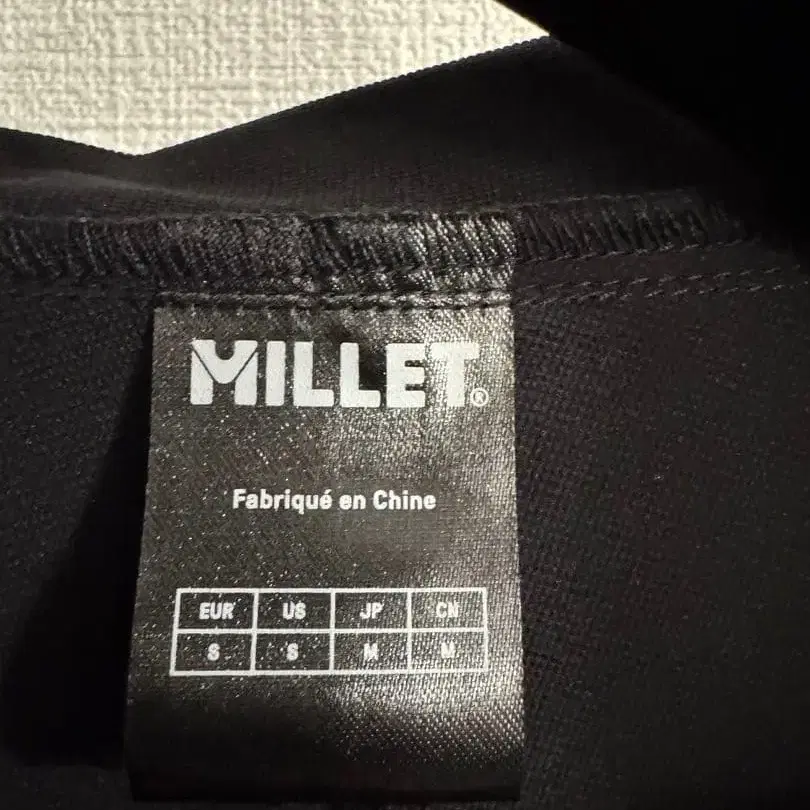 MILLET®
Fabriqué en Chine
EUR US JP CN
S S M M